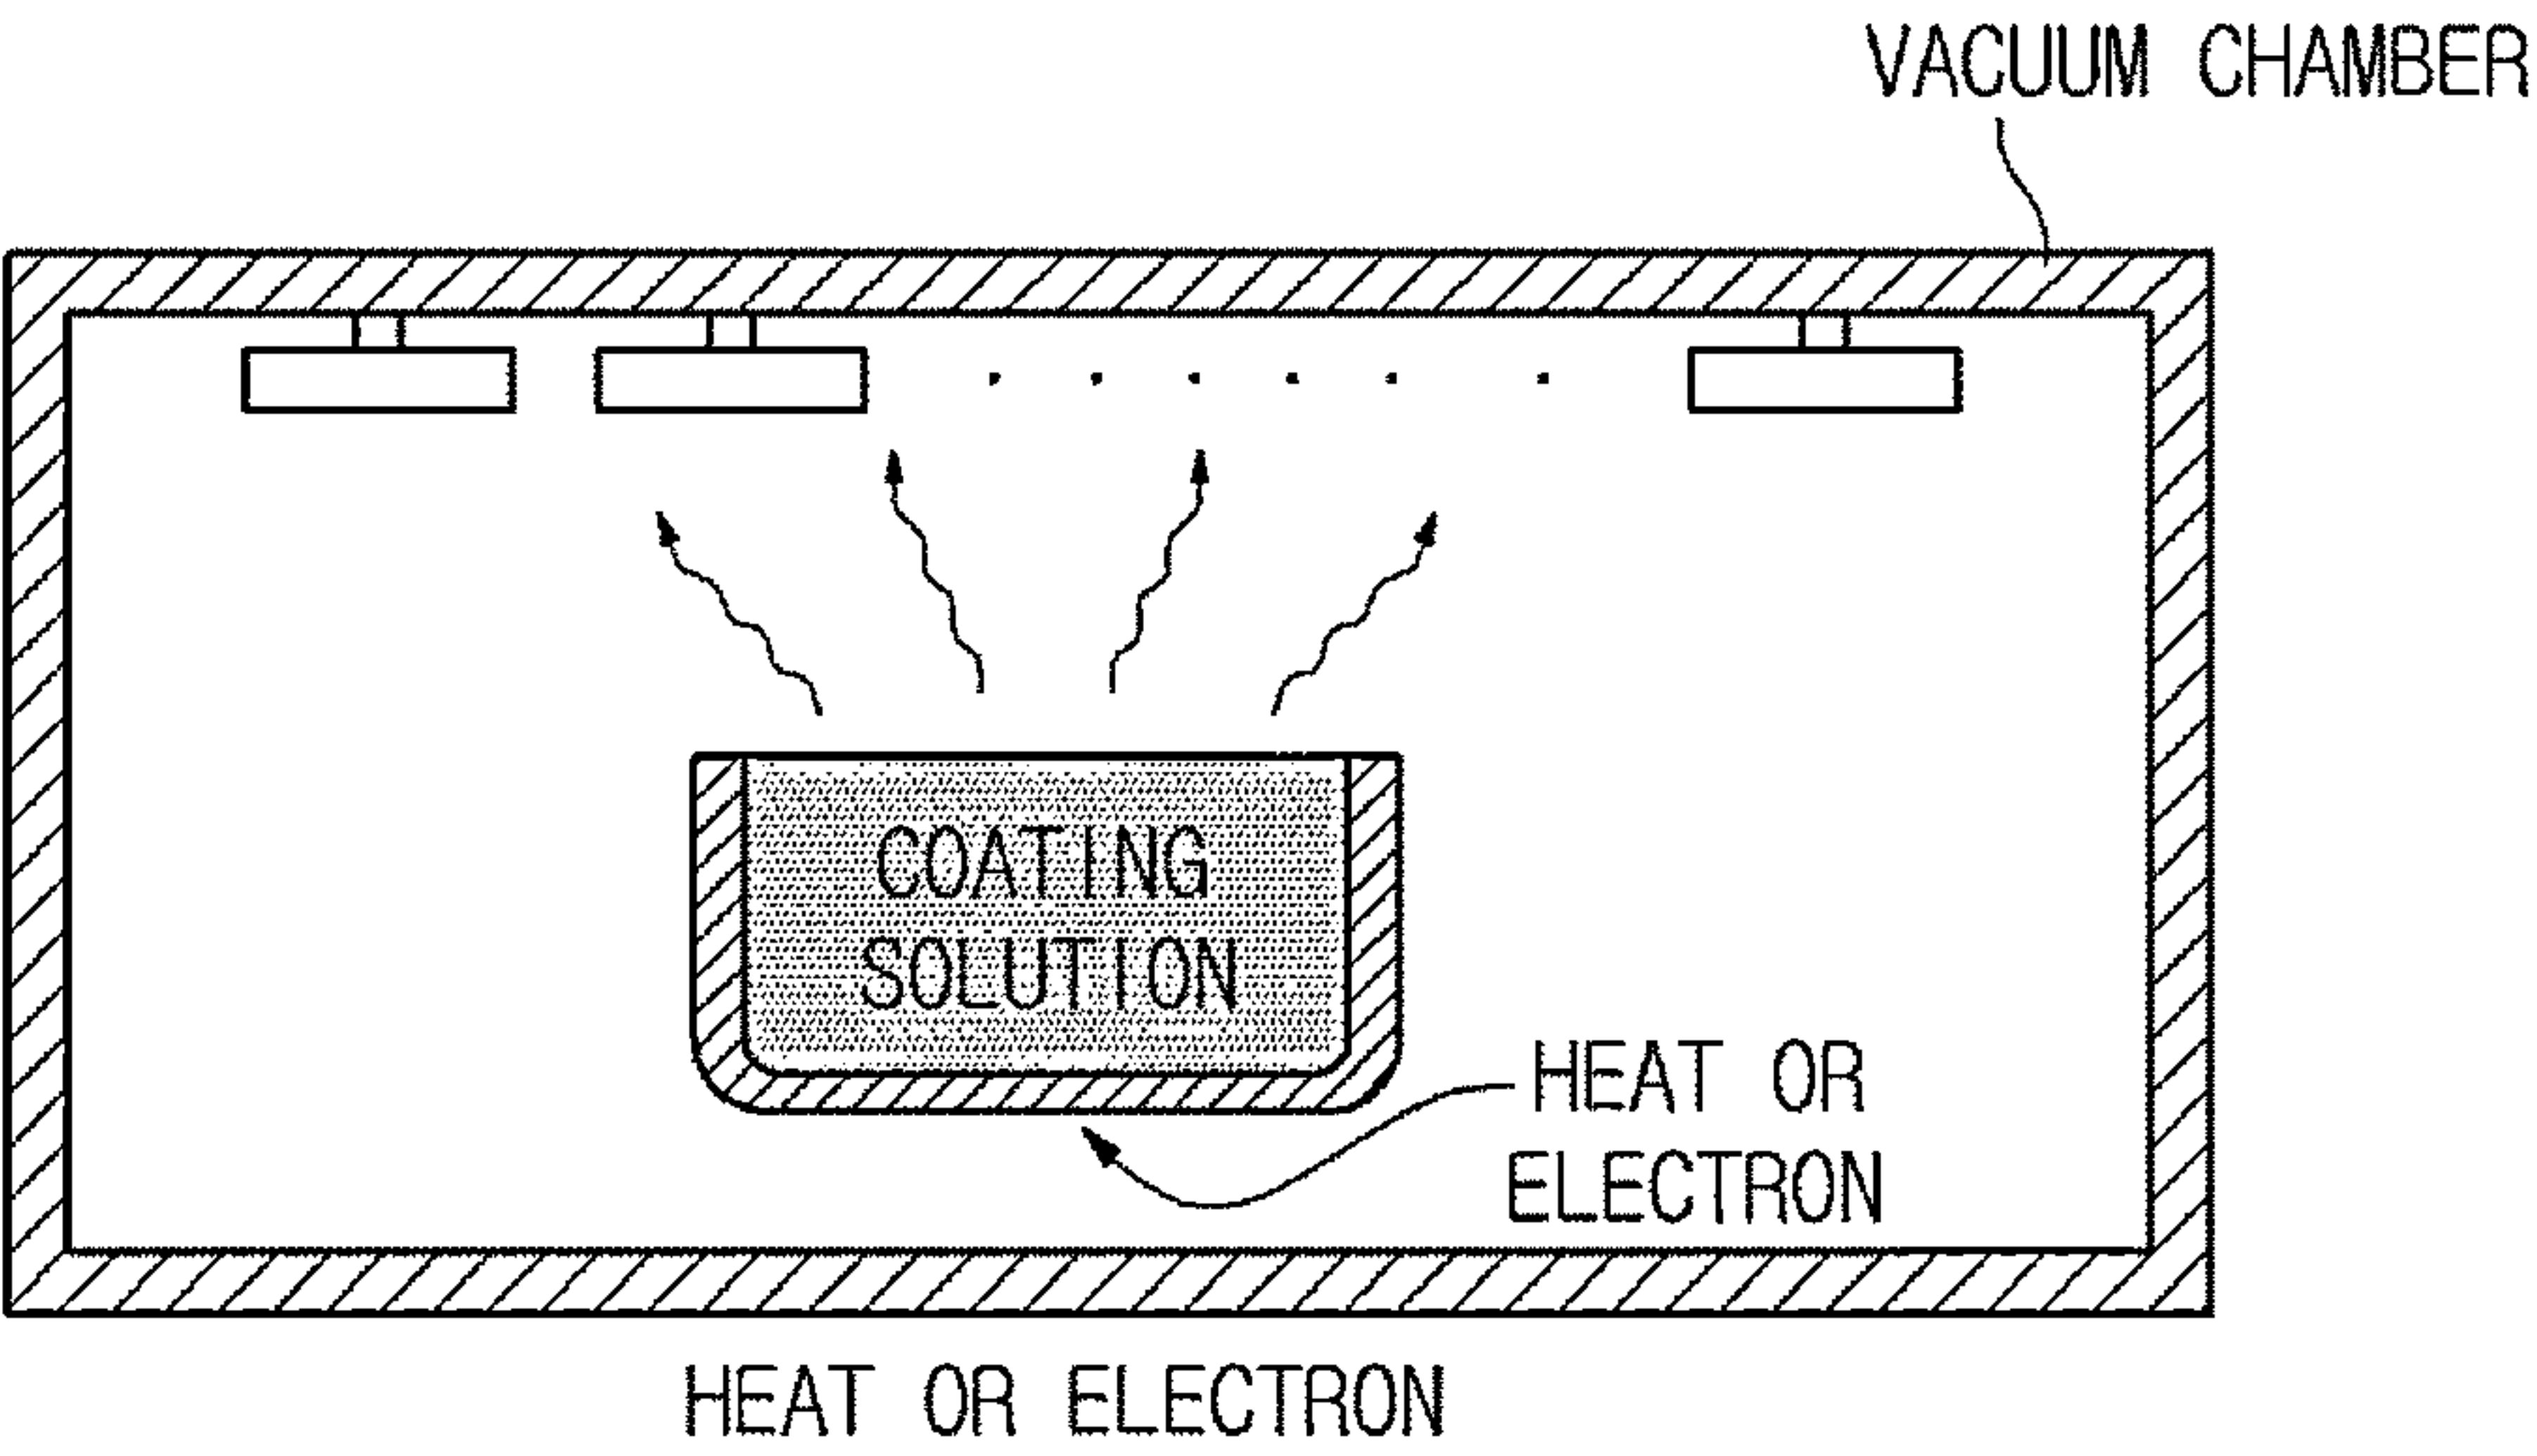 VACUUM CHAMBER
COATING
SOLUTION
HEAT OR
ELECTRON
HEAT OR ELECTRON